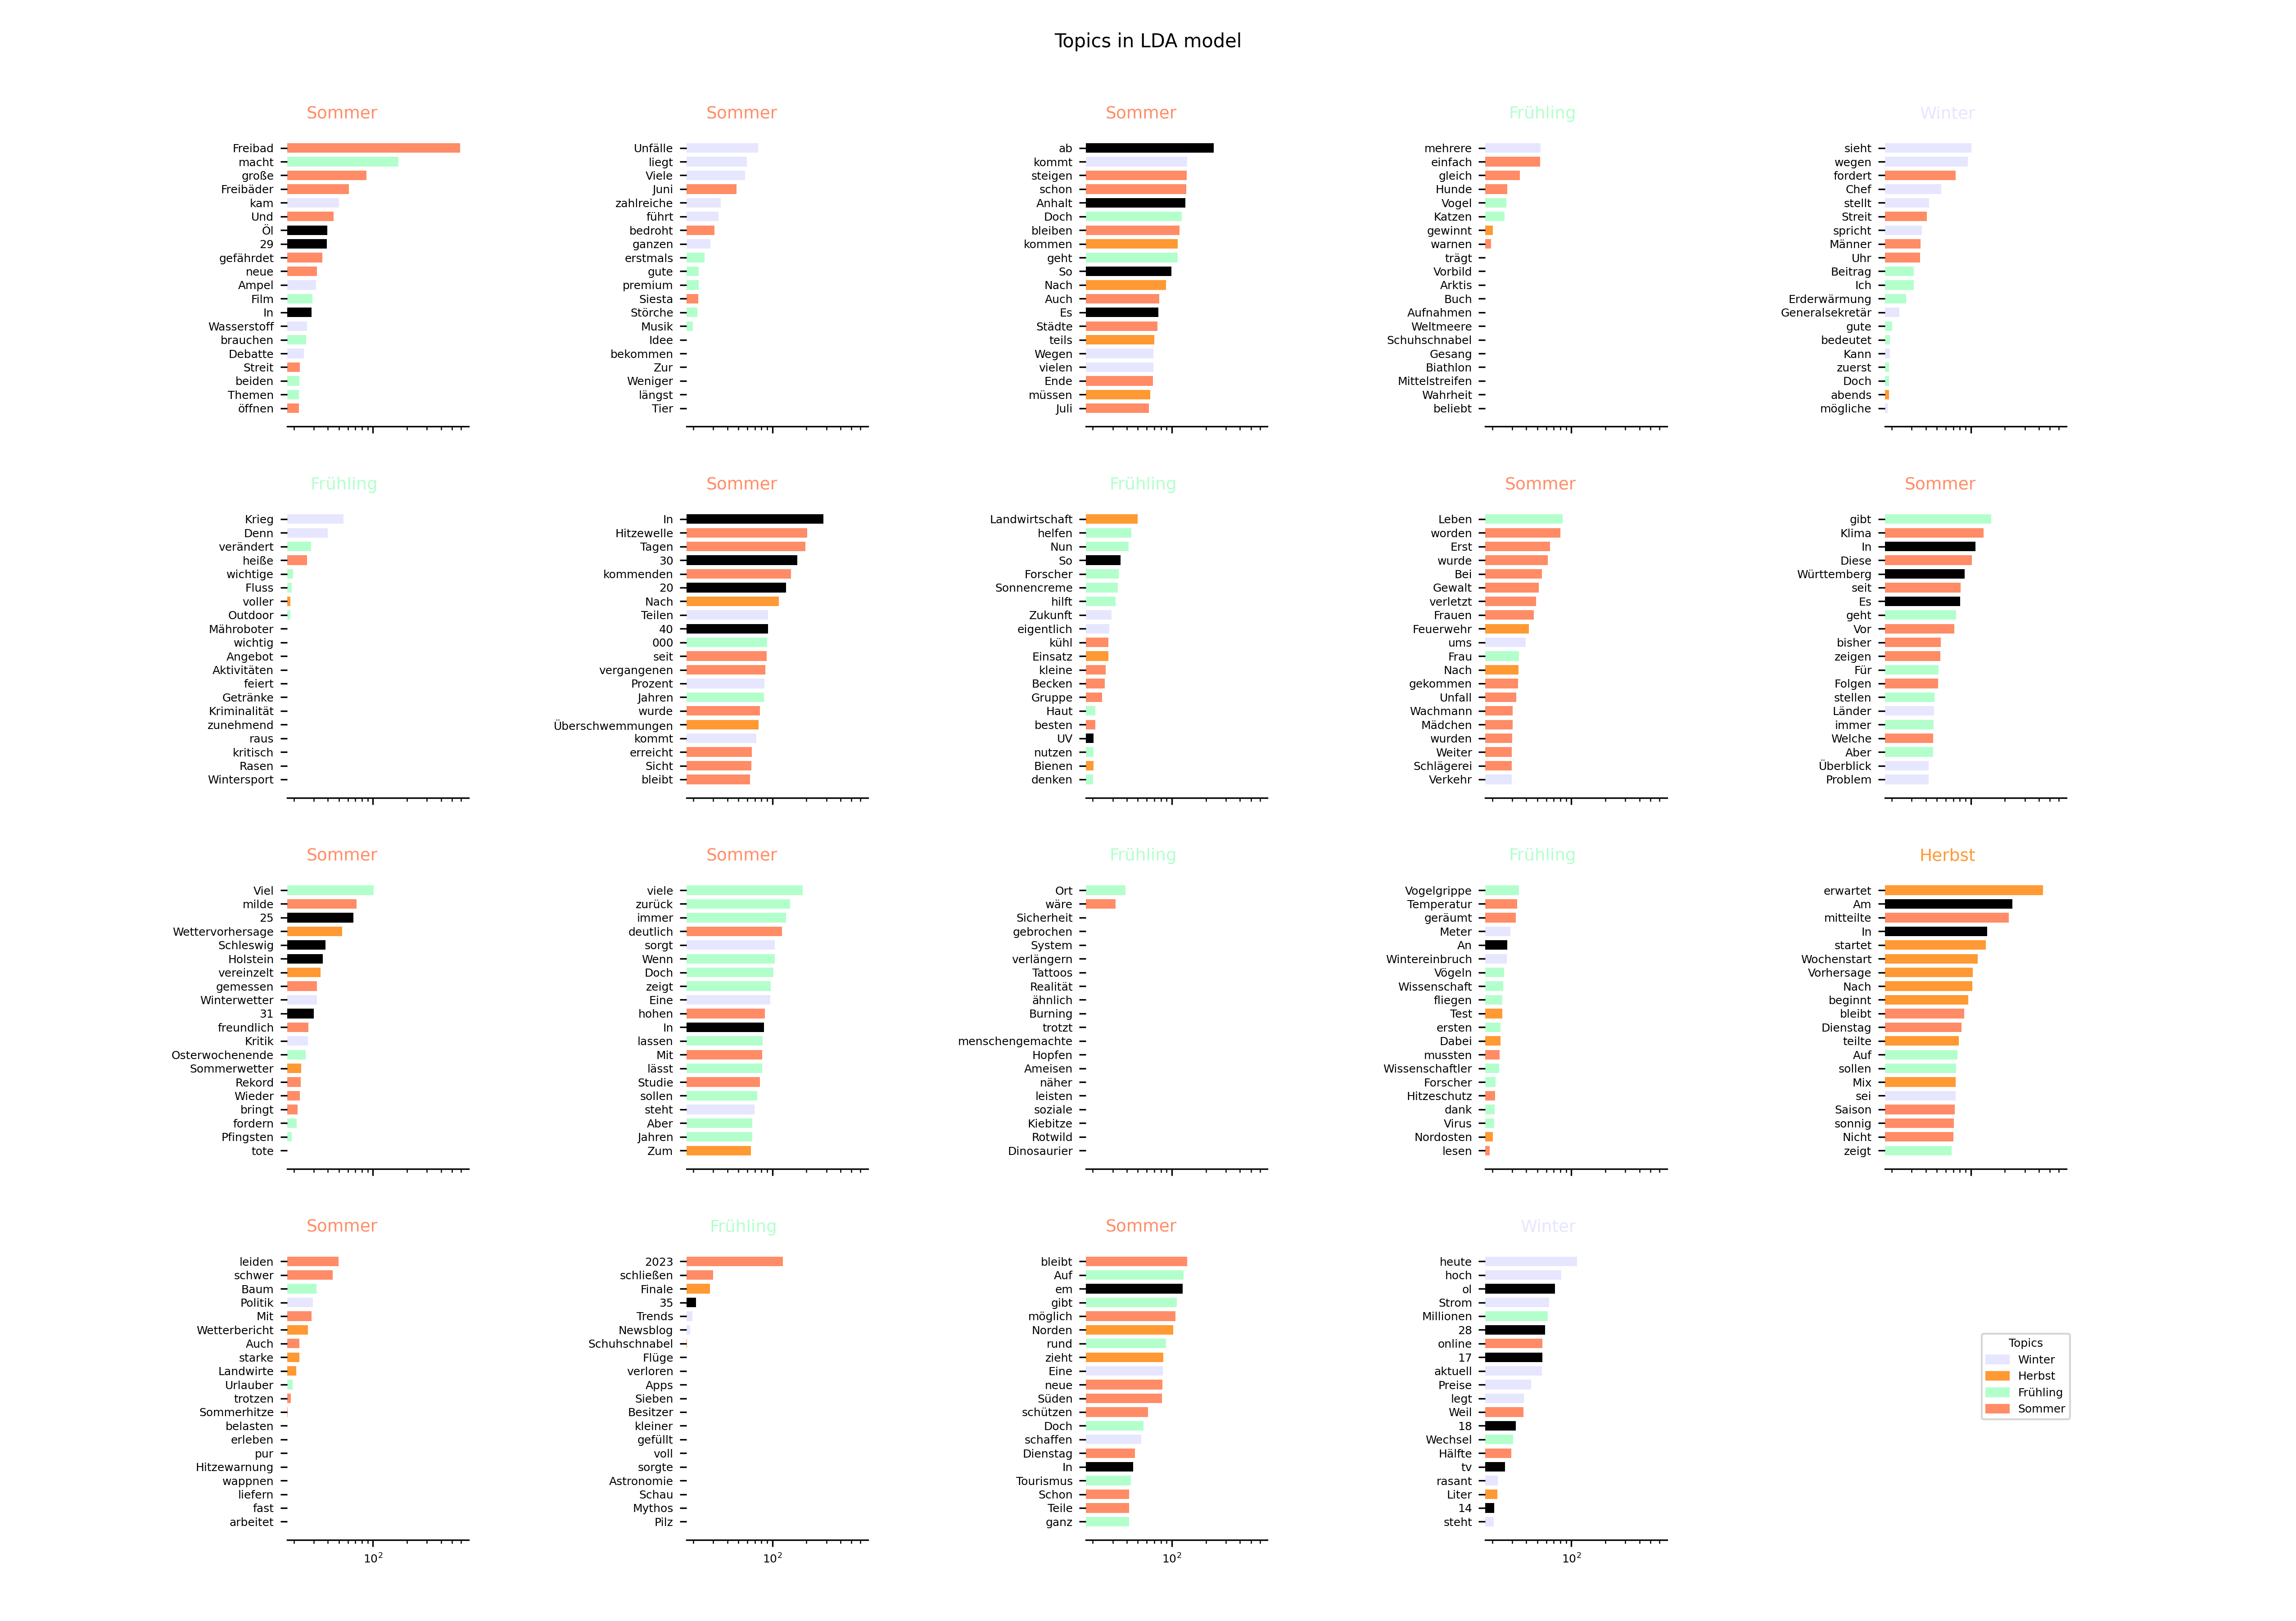 Topics in LDA model
Sommer
Freibad
macht
große
Freibäder
kam
Und
Öl
29
gefährdet
neue
Ampel
Film
In
Wasserstoff
brauchen
Debatte
Streit
beiden
Themen
öffnen
Sommer
Unfälle
liegt
Viele
Juni
zahlreiche
führt
bedroht
ganzen
erstmals
gute
premium
Siesta
Störche
Musik
Idee
bekommen
Zur
Weniger
längst
Tier
Sommer
ab
kommt
steigen
schon
Anhalt
Doch
bleiben
kommen
geht
So
Nach
Auch
Es
Städte
teils
Wegen
vielen
Ende
müssen
Juli
Frühling
mehrere
einfach
gleich
Hunde
Vogel
Katzen
gewinnt
warnen
trägt
Vorbild
Arktis
Buch
Aufnahmen
Weltmeere
Schuhschnabel
Gesang
Biathlon
Mittelstreifen
Wahrheit
beliebt
Winter
sieht
wegen
fordert
Chef
stellt
Streit
spricht
Männer
Uhr
Beitrag
Ich
Erderwärmung
Generalsekretär
gute
bedeutet
Kann
zuerst
Doch
abends
mögliche
Frühling
Krieg
Denn
verändert
heiße
wichtige
Fluss
voller
Outdoor
Mähroboter
wichtig
Angebot
Aktivitäten
feiert
Getränke
Kriminalität
zunehmend
raus
kritisch
Rasen
Wintersport
Sommer
In
Hitzewelle
Tagen
30
kommenden
20
Nach
Teilen
40
000
seit
vergangenen
Prozent
Jahren
wurde
Überschwemmungen
kommt
erreicht
Sicht
bleibt
Frühling
Landwirtschaft
helfen
Nun
So
Forscher
Sonnencreme
hilft
Zukunft
eigentlich
kühl
Einsatz
kleine
Becken
Gruppe
Haut
besten
UV
nutzen
Bienen
denken
Sommer
Leben
worden
Erst
wurde
Bei
Gewalt
verletzt
Frauen
Feuerwehr
ums
Frau
Nach
gekommen
Unfall
Wachmann
Mädchen
wurden
Weiter
Schlägerei
Verkehr
Sommer
gibt
Klima
In
Diese
Württemberg
seit
Es
geht
Vor
bisher
zeigen
Für
Folgen
stellen
Länder
immer
Welche
Aber
Überblick
Problem
Sommer
Viel
milde
25
Wettervorhersage
Schleswig
Holstein
vereinzelt
gemessen
Winterwetter
31
freundlich
Kritik
Osterwochenende
Sommerwetter
Rekord
Wieder
bringt
fordern
Pfingsten
tote
Sommer
viele
zurück
immer
deutlich
sorgt
Wenn
Doch
zeigt
Eine
hohen
In
lassen
Mit
lässt
Studie
sollen
steht
Aber
Jahren
Zum
Frühling
Ort
wäre
Sicherheit
gebrochen
System
verlängern
Tattoos
Realität
ähnlich
Burning
trotzt
menschengemachte
Hopfen
Ameisen
näher
leisten
soziale
Kiebitze
Rotwild
Dinosaurier
Frühling
Vogelgrippe
Temperatur
geräumt
Meter
An
Wintereinbruch
Vögeln
Wissenschaft
fliegen
Test
ersten
Dabei
mussten
Wissenschaftler
Forscher
Hitzeschutz
dank
Virus
Nordosten
lesen
Herbst
erwartet
Am
mitteilte
In
startet
Wochenstart
Vorhersage
Nach
beginnt
bleibt
Dienstag
teilte
Auf
sollen
Mix
sei
Saison
sonnig
Nicht
zeigt
Sommer
leiden
schwer
Baum
Politik
Mit
Wetterbericht
Auch
starke
Landwirte
Urlauber
trotzen
Sommerhitze
belasten
erleben
pur
Hitzewarnung
wappnen
liefern
fast
arbeitet
10²
Frühling
2023
schließen
Finale
35
Trends
Newsblog
Schuhschnabel
Flüge
verloren
Apps
Sieben
Besitzer
kleiner
gefüllt
voll
sorgte
Astronomie
Schau
Mythos
Pilz
10²
Sommer
bleibt
Auf
em
gibt
möglich
Norden
rund
zieht
Eine
neue
Süden
schützen
Doch
schaffen
Dienstag
In
Tourismus
Schon
Teile
ganz
10²
Winter
heute
hoch
ol
Strom
Millionen
28
online
17
aktuell
Preise
legt
Weil
18
Wechsel
Hälfte
tv
rasant
Liter
14
steht
10²
Topics
Winter
Herbst
Frühling
Sommer